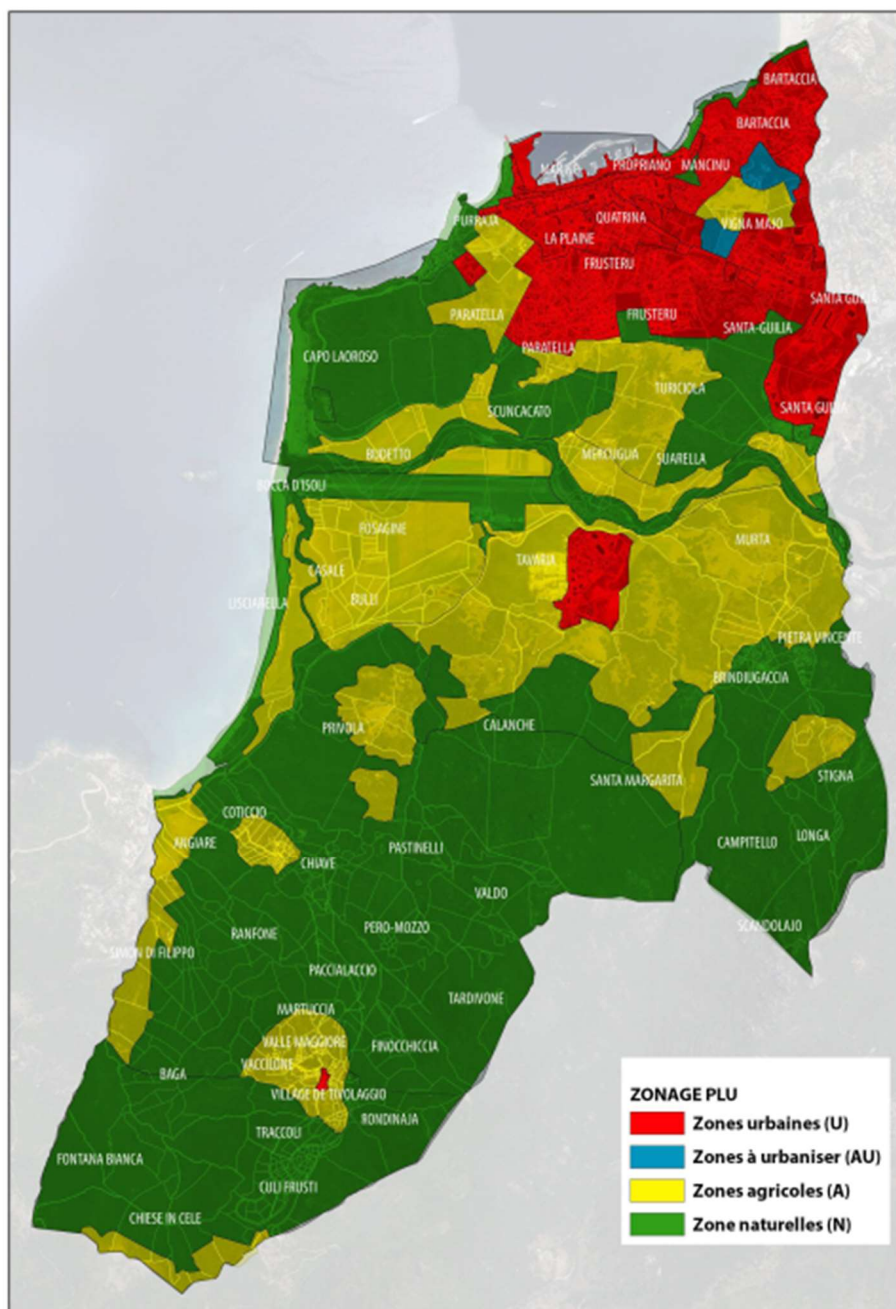 BARTACCIA
BARTACCIA
PROPRIANO
MANCINU
PURRAJA
QUATRINA
VIGNA MAJO
LA PLAINE
FRUSTERU
SANTA GUILIA
PARATELLA
FRUSTERU
SANTA-GUILIA
PARATELLA
CAPO LAOROSO
TURICIOLA
SCUNCACATO
SANTA GUILIA
BUDETTO
MERCUGLIA
SUARELLA
BOCCA D'ISOLI
FOSAGINE
MURTA
TAVARIA
CASALE
BULLI
LISCIARELLA
PIETRA VINCENTE
BRINDIUGACCIA
PRIVOLA
CALANCHE
SANTA MARGARITA
STIGNA
COTICCIO
ANGIARE
PASTINELLI
CAMPITELLO
LONGA
CHIAVE
VALDO
RANFONE
PERO-MOZZO
SCANDOLAJO
SIMON DI FILIPPO
PACCIALACCIO
TARDIVONE
MARTUCCIA
VALLE MAGGIORE
FINOCCHICCIA
VACCILONE
BAGA
VILLAGE DE TIVOLAGGIO
RONDINAJA
TRACCOLI
FONTANA BIANCA
CULI FRUSTI
CHIESE IN CELE
ZONAGE PLU
Zones urbaines (U)
Zones à urbaniser (AU)
Zones agricoles (A)
Zone naturelles (N)